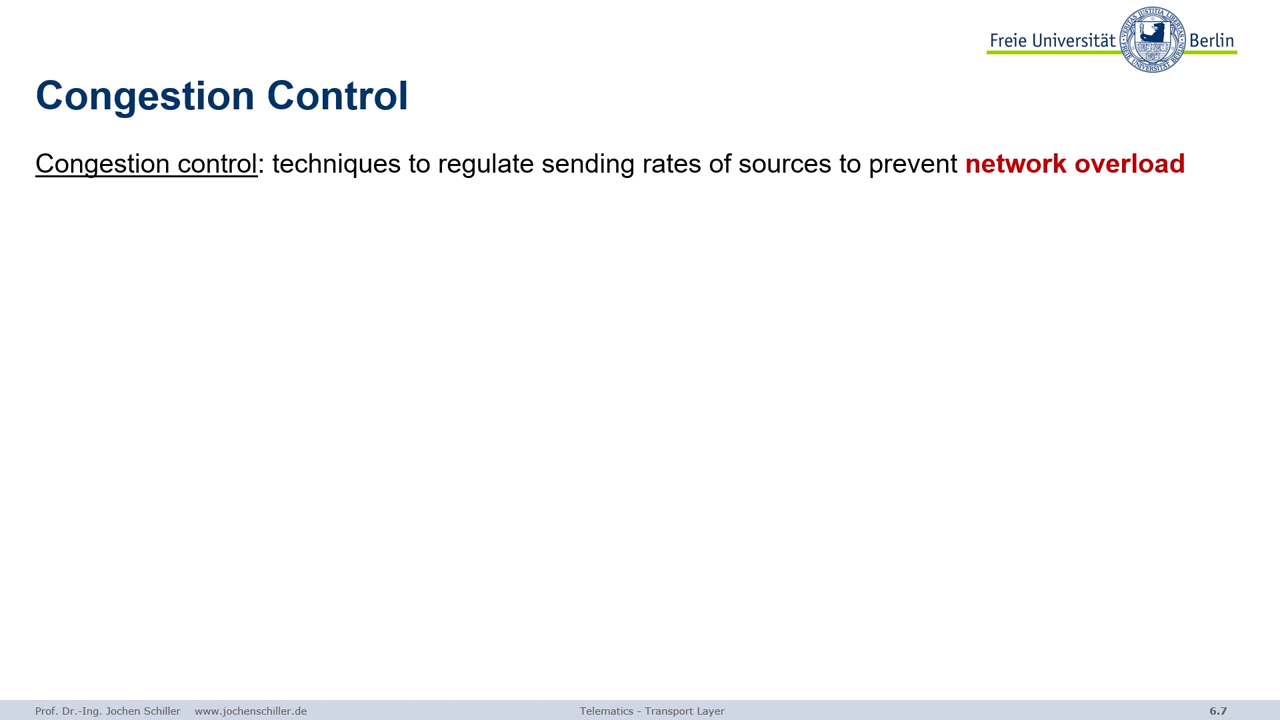 Freie Universität Berlin
Congestion Control
Congestion control: techniques to regulate sending rates of sources to prevent network overload
Prof. Dr.-Ing. Jochen Schiller www.jochenschiller.de Telematics - Transport Layer 6.7